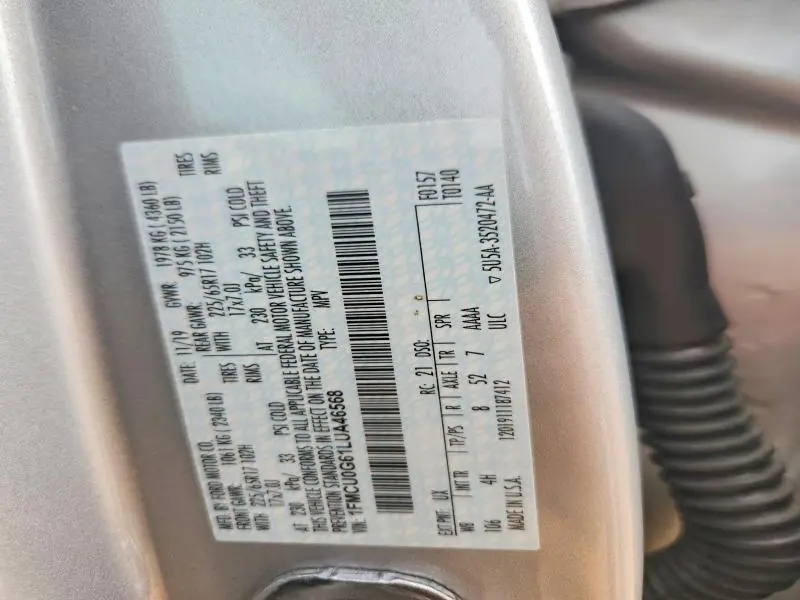 MFD. BY FORD MOTOR CO.
DATE: 11/19 GVWR: 1978 KG ( 4360 LB)
FRONT GAWR: 1061 KG ( 2340 LB) REAR GAWR: 975 KG ( 2150 LB)
WITH 225/65R17 102H TIRES WITH 225/65R17 102H TIRES
17x7.0J RIMS 17x7.0J RIMS
AT 230 kPa/ 33 PSI COLD AT 230 kPa/ 33 PSI COLD
THIS VEHICLE CONFORMS TO ALL APPLICABLE FEDERAL MOTOR VEHICLE SAFETY AND THEFT
PREVENTION STANDARDS IN EFFECT ON THE DATE OF MANUFACTURE SHOWN ABOVE.
VIN: 1FMCU0G61LUA46568 TYPE: MPV
F0157
EXT PNT: UX RC: 21 DSO: T0140
WB INT TR TP/PS R AXLE TR SPR
106 4H 8 52 7 AAAA
MADE IN U.S.A. 1201911187412 ULC ▽ 5U5A-3520472-AA